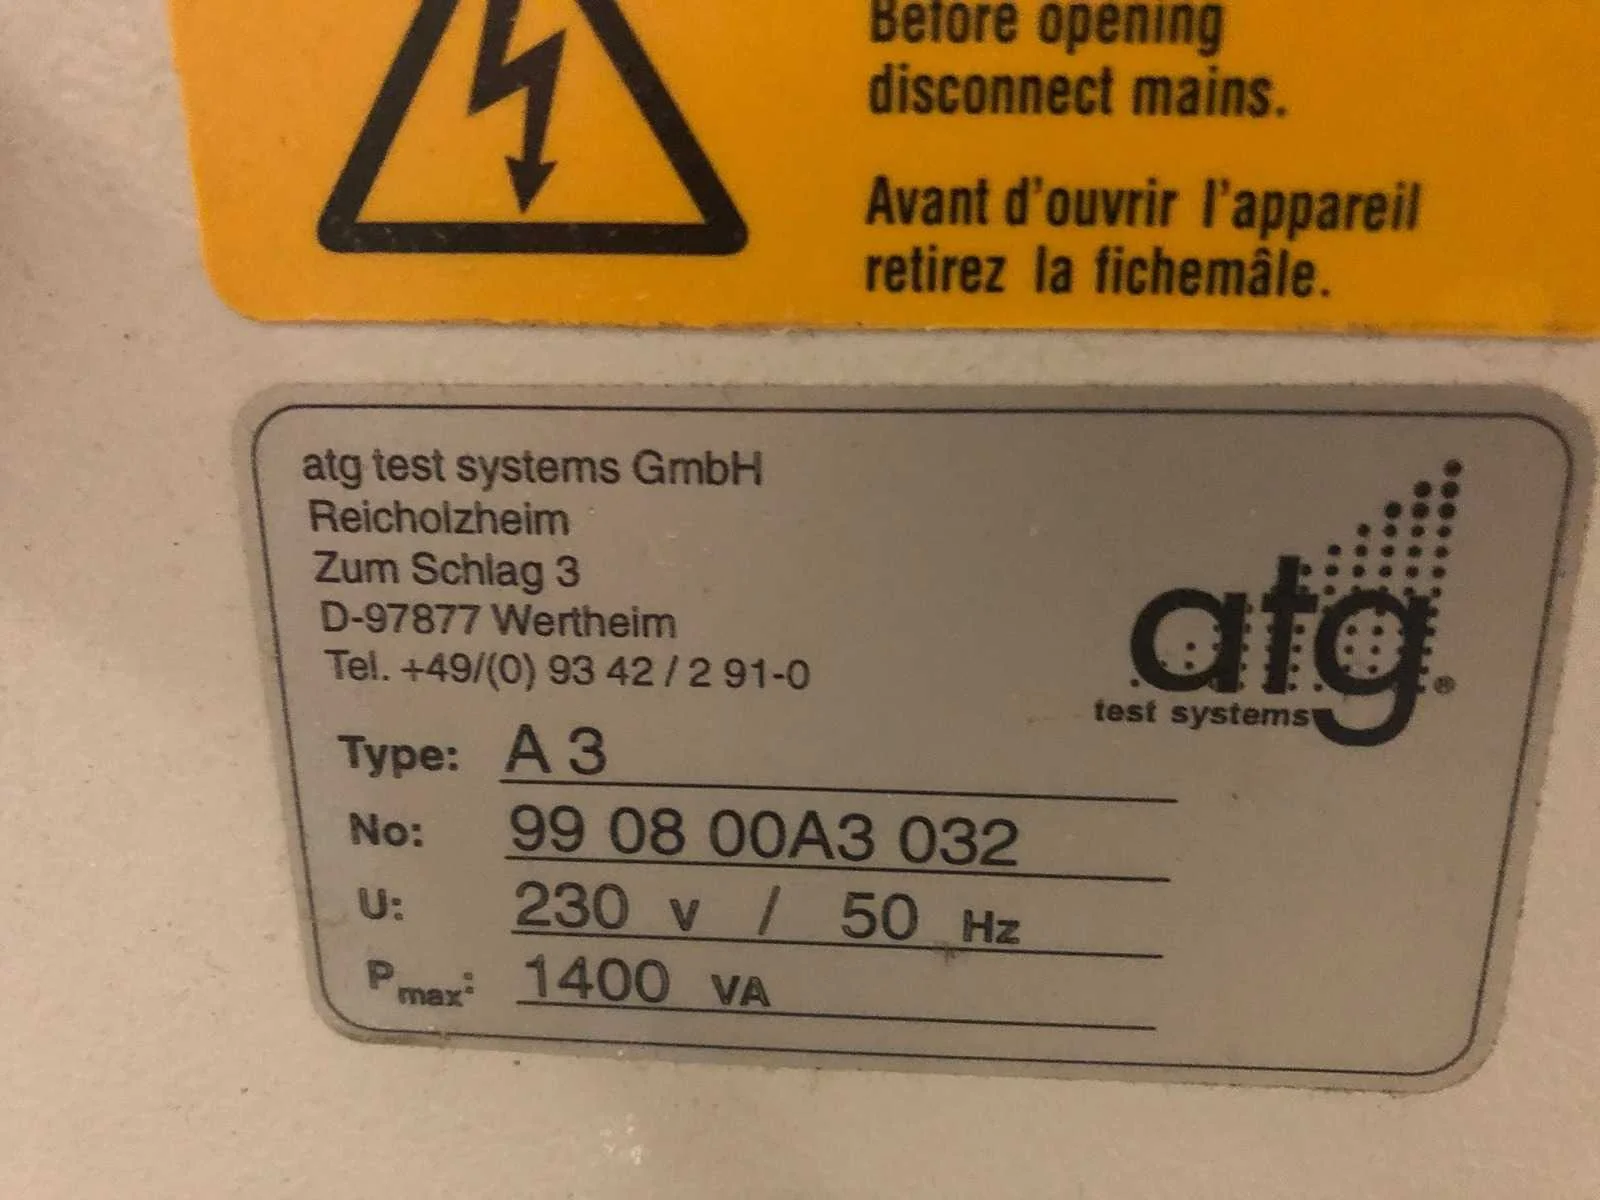 Before opening
disconnect mains.
Avant d'ouvrir l'appareil
retirez la fichemâle.
atg test systems GmbH
Reicholzheim
Zum Schlag 3
D-97877 Wertheim
Tel. +49/(0) 93 42 / 2 91-0
atg®
test systems
Type: A 3
No: 99 08 00A3 032
U: 230 V / 50 Hz
Pmax: 1400 VA